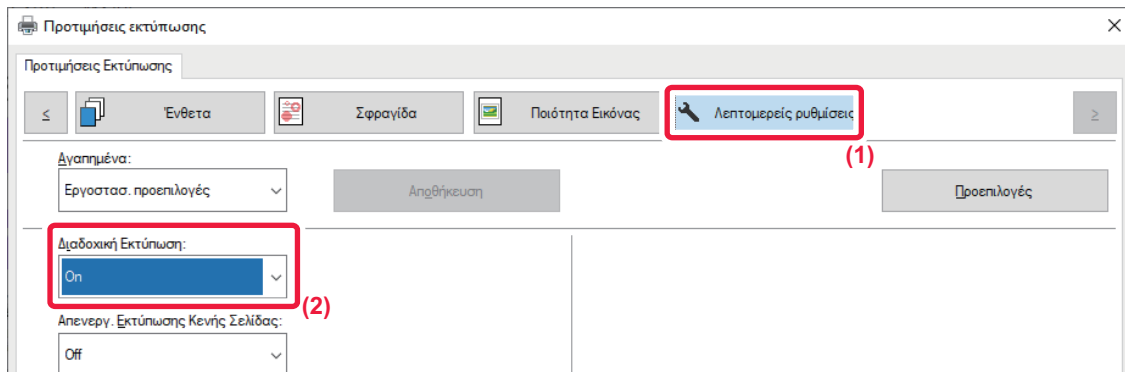 Προτιμήσεις εκτύπωσης
Προτιμήσεις Εκτύπωσης
< Ένθετα Σφραγίδα Ποιότητα Εικόνας Λεπτομερείς ρυθμίσεις >
(1)
Αγαπημένα:
Εργοστασ. προεπιλογές Αποθήκευση Προεπιλογές
Διαδοχική Εκτύπωση:
On
(2)
Απενεργ. Εκτύπωσης Κενής Σελίδας:
Off